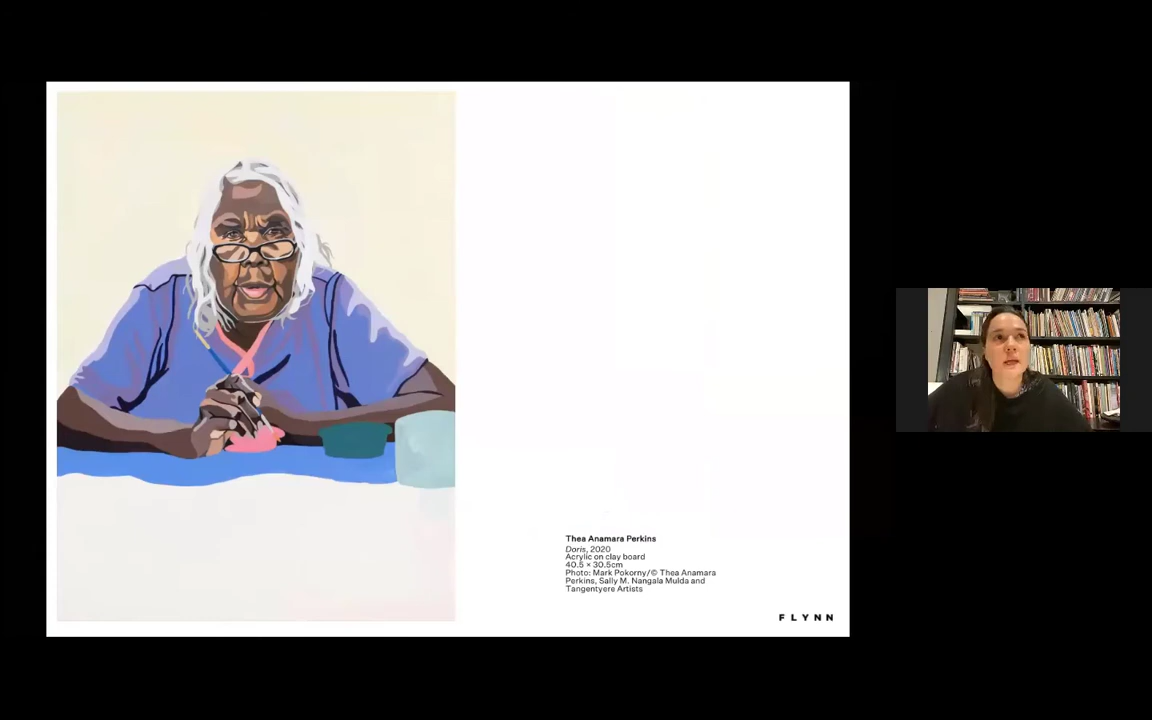 Thea Anamara Perkins
Doris, 2020
Acrylic on clay board
40.5 × 30.5cm
Photo: Mark Pokorny/© Thea Anamara
Perkins, Sally M. Nangala Mulda and
Tangentyere Artists
FLYNN